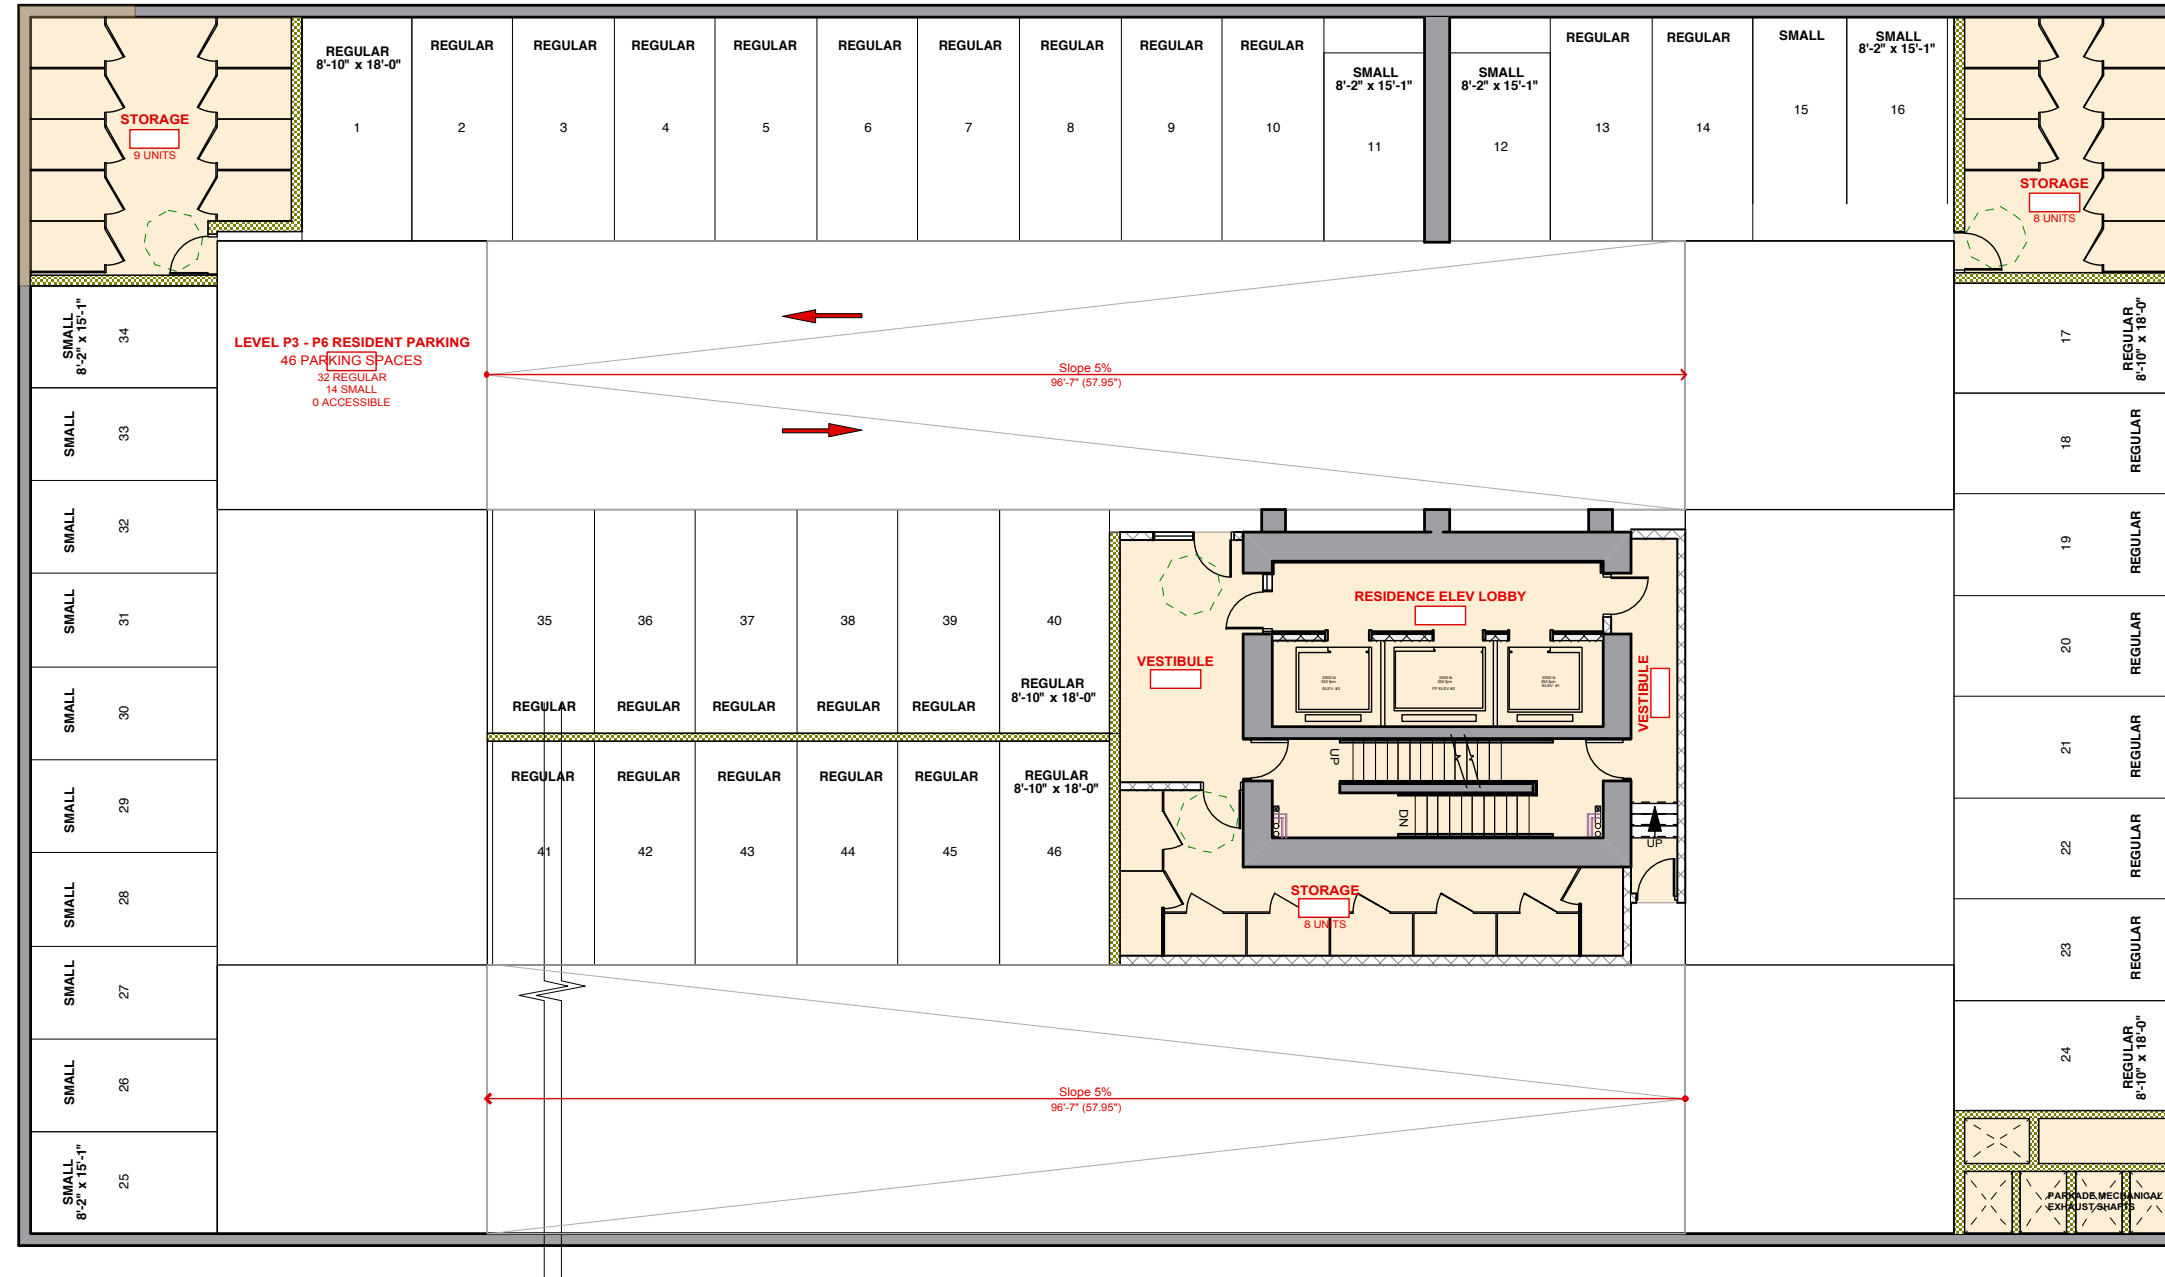 REGULAR
8'-10" x 18'-0"
1
REGULAR
2
REGULAR
3
REGULAR
4
REGULAR
5
REGULAR
6
REGULAR
7
REGULAR
8
REGULAR
9
REGULAR
10
SMALL
8'-2" x 15'-1"
11
SMALL
8'-2" x 15'-1"
12
REGULAR
13
REGULAR
14
SMALL
15
SMALL
8'-2" x 15'-1"
16
STORAGE
9 UNITS
STORAGE
8 UNITS
LEVEL P3 - P6 RESIDENT PARKING
46 PARKING SPACES
32 REGULAR
14 SMALL
0 ACCESSIBLE
Slope 5%
96'-7" (57.95")
SMALL
8'-2" x 15'-1"
34
SMALL
33
SMALL
32
SMALL
31
SMALL
30
SMALL
29
SMALL
28
SMALL
27
SMALL
26
SMALL
8'-2" x 15'-1"
25
17
REGULAR
8'-10" x 18'-0"
18
REGULAR
19
REGULAR
20
REGULAR
21
REGULAR
22
REGULAR
23
REGULAR
24
REGULAR
8'-10" x 18'-0"
35
REGULAR
36
REGULAR
37
REGULAR
38
REGULAR
39
REGULAR
40
REGULAR
8'-10" x 18'-0"
REGULAR
41
REGULAR
42
REGULAR
43
REGULAR
44
REGULAR
45
REGULAR
8'-10" x 18'-0"
46
VESTIBULE
RESIDENCE ELEV LOBBY
VESTIBULE
ELEV. #3
FF ELEV.#2
ELEV. #1
UP
DN
UP
STORAGE
8 UNITS
Slope 5%
96'-7" (57.95")
PARKADE MECHANICAL
EXHAUST SHAFTS